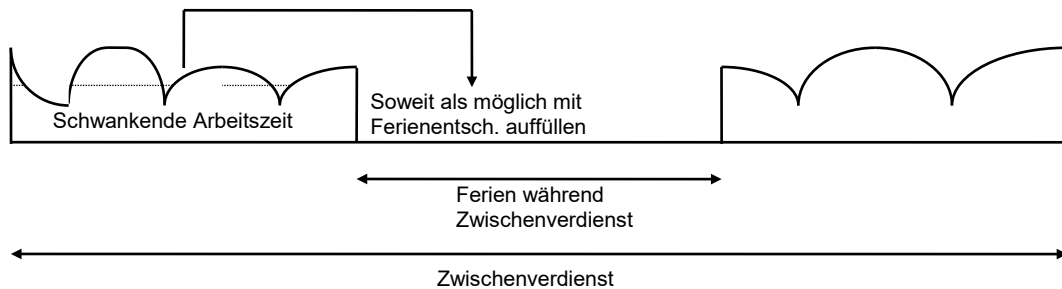 Schwankende Arbeitszeit
Soweit als möglich mit
Ferienentsch. auffüllen
Ferien während
Zwischenverdienst
Zwischenverdienst